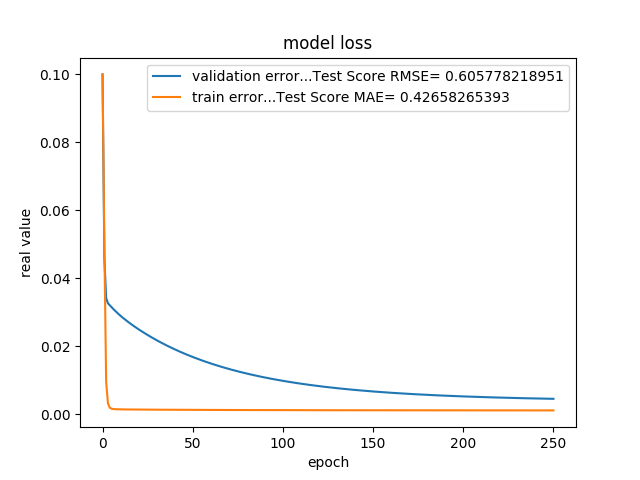 model loss
validation error...Test Score RMSE= 0.605778218951
train error...Test Score MAE= 0.42658265393
0.10
0.08
0.06
0.04
0.02
0.00
real value
0 50 100 150 200 250
epoch